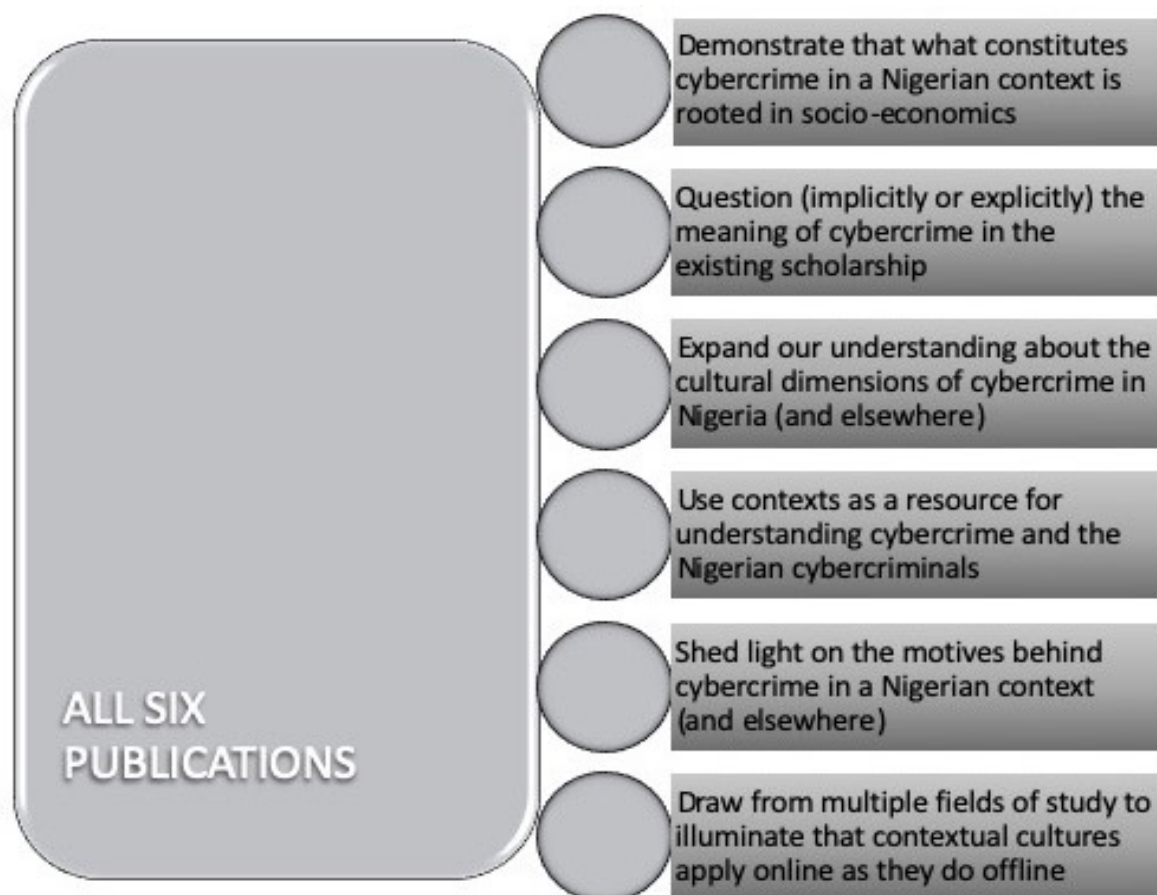 Demonstrate that what constitutes
cybercrime in a Nigerian context is
rooted in socio-economics
Question (implicitly or explicitly) the
meaning of cybercrime in the
existing scholarship
Expand our understanding about the
cultural dimensions of cybercrime in
Nigeria (and elsewhere)
Use contexts as a resource for
understanding cybercrime and the
Nigerian cybercriminals
Shed light on the motives behind
cybercrime in a Nigerian context
(and elsewhere)
Draw from multiple fields of study to
illuminate that contextual cultures
apply online as they do offline
ALL SIX
PUBLICATIONS